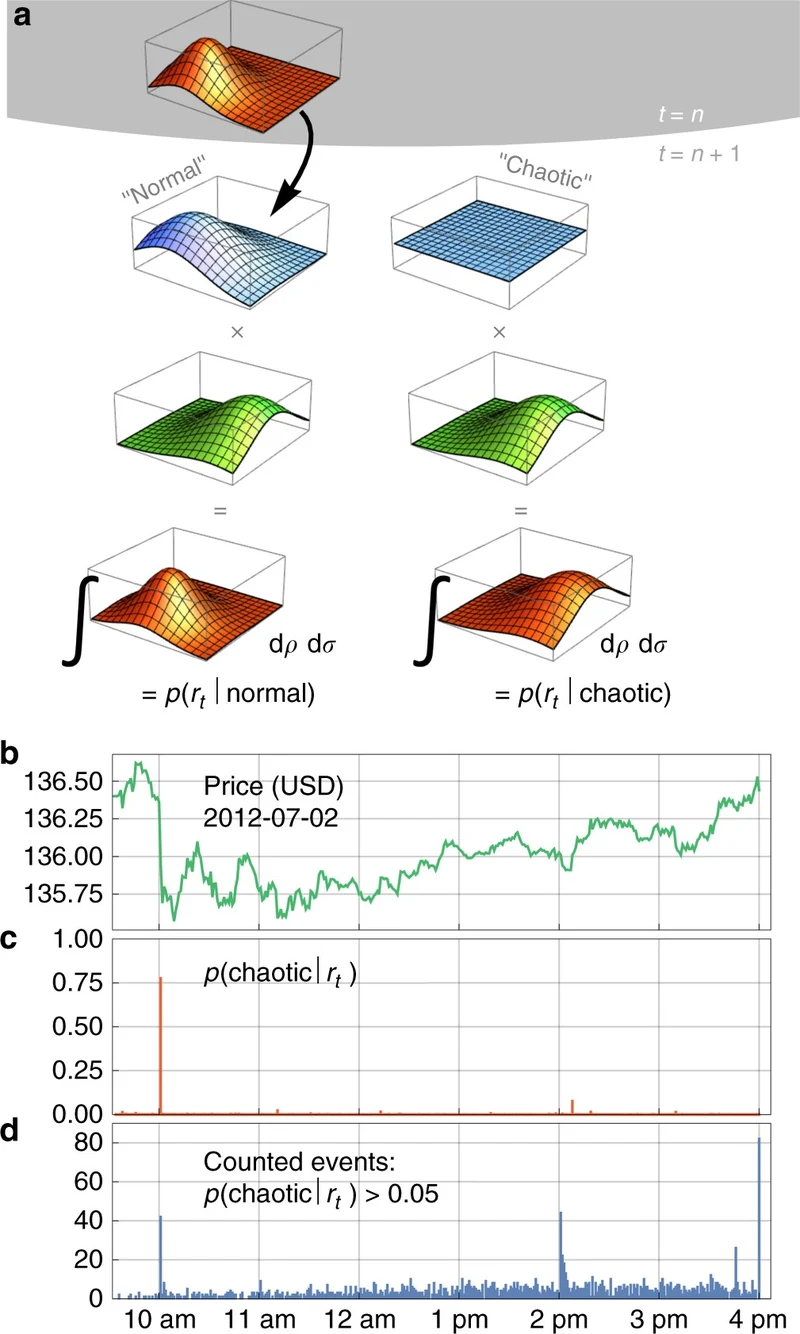 a
t = n
t = n + 1
"Normal"
"Chaotic"
×
×
=
=
∫ dρ dσ
∫ dρ dσ
= p(r_t | normal)
= p(r_t | chaotic)
b
Price (USD)
2012-07-02
136.50
136.25
136.00
135.75
c
p(chaotic | r_t )
1.00
0.75
0.50
0.25
0.00
d
Counted events:
p(chaotic | r_t ) > 0.05
80
60
40
20
0
10 am 11 am 12 am 1 pm 2 pm 3 pm 4 pm